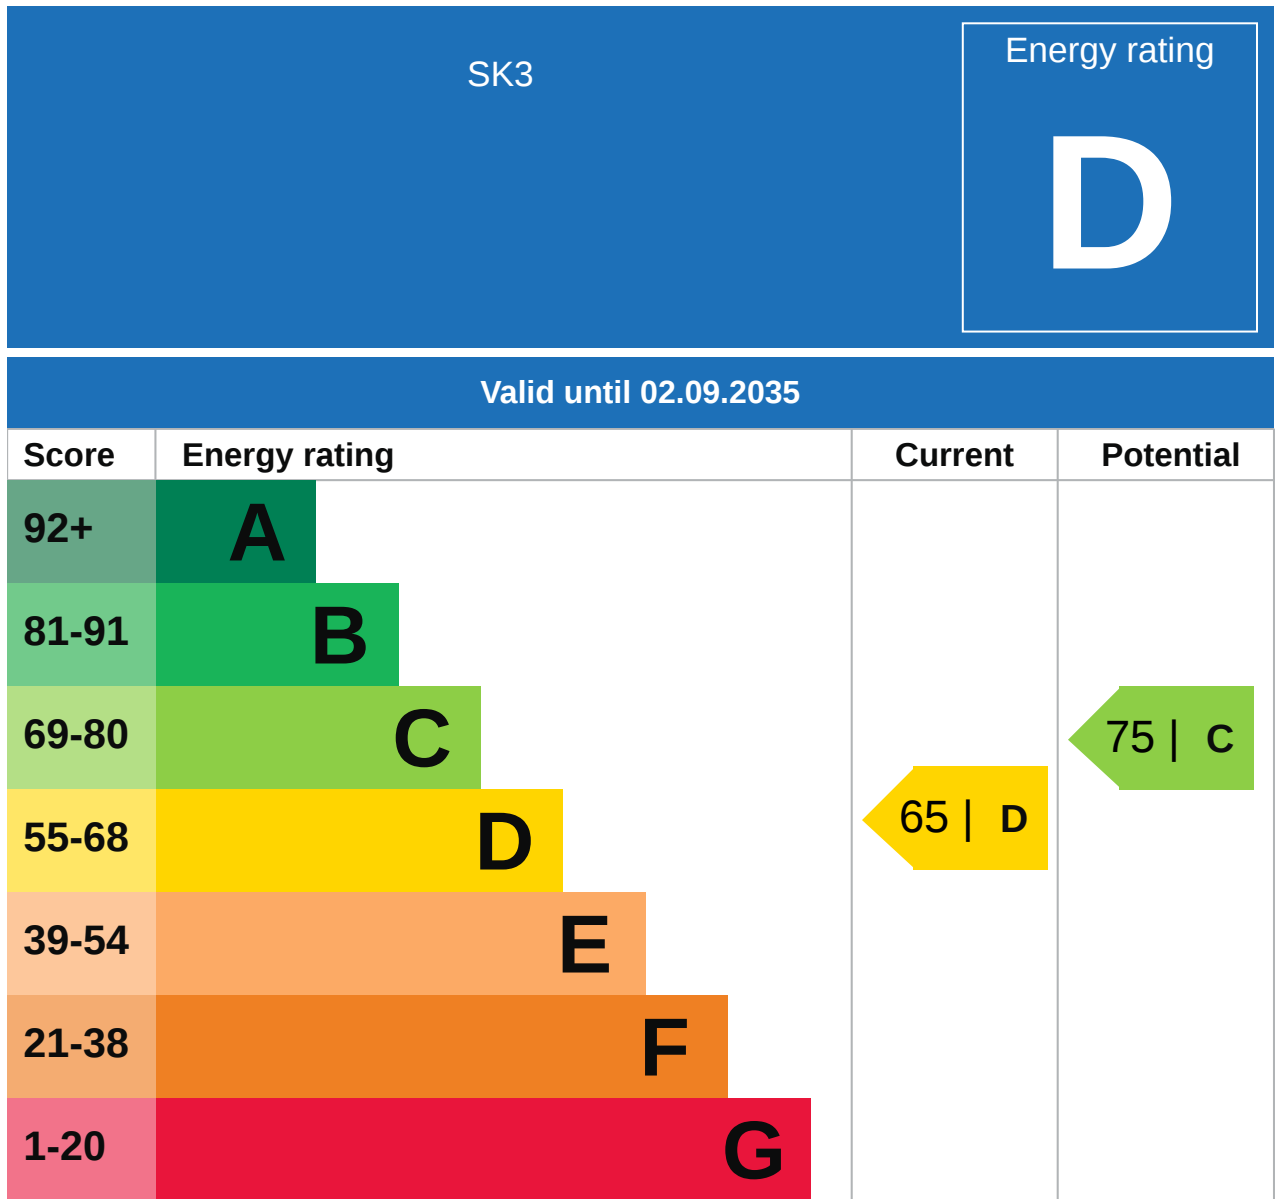 SK3
Energy rating
D
Valid until 02.09.2035
Score Energy rating Current Potential
92+ A
81-91 B
69-80 C
75 | C
55-68 D
65 | D
39-54 E
21-38 F
1-20 G